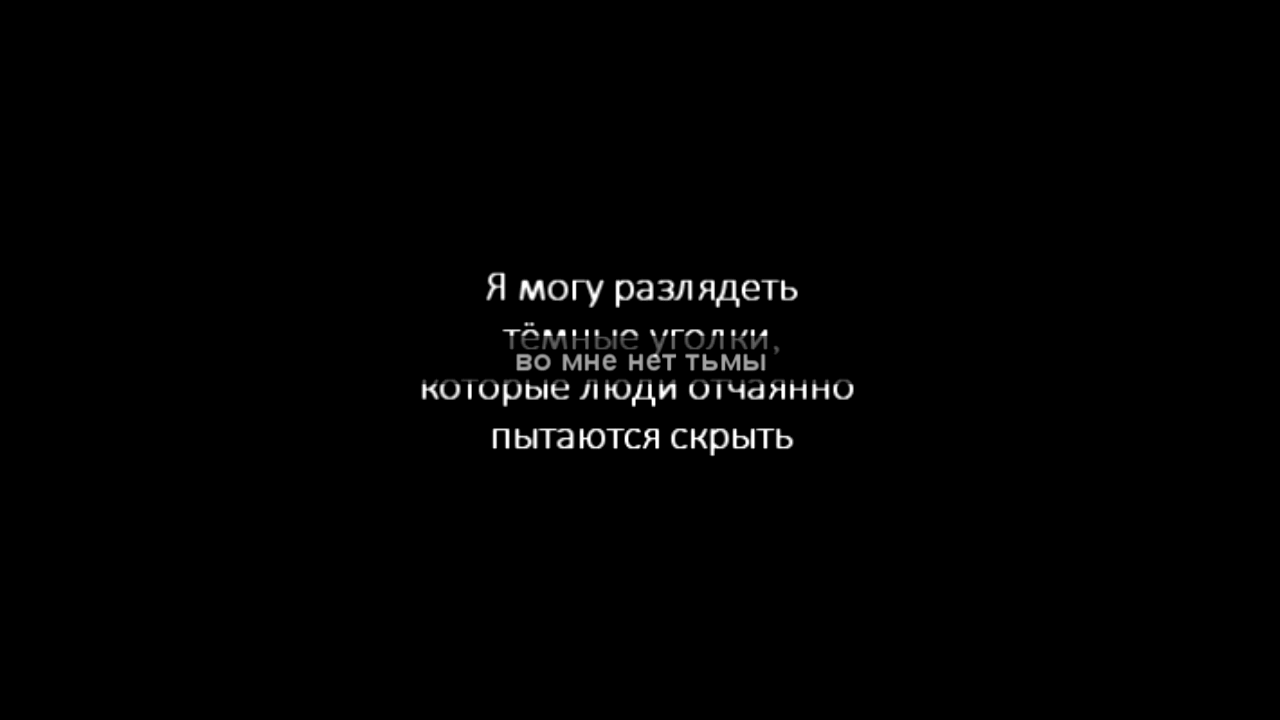 Я могу разлядеть
тёмные уголки,
во мне нет тьмы
которые люди отчаянно
пытаются скрыть